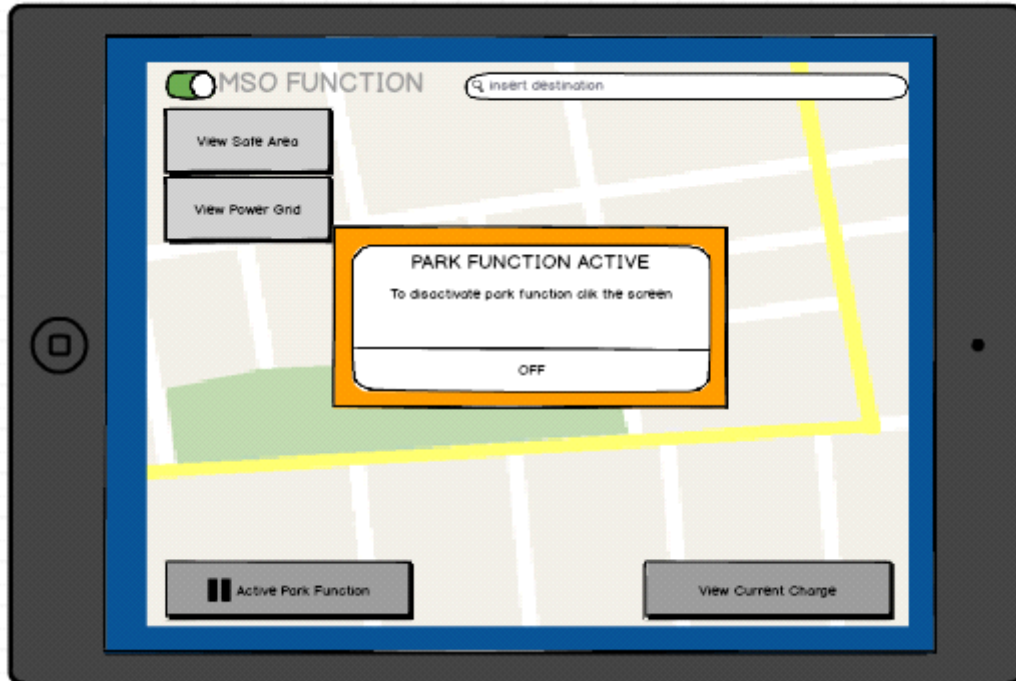 MSO FUNCTION
insert destination
View Safe Area
View Power Grid
PARK FUNCTION ACTIVE
To disactivate park function clik the screen
OFF
Active Park Function
View Current Charge